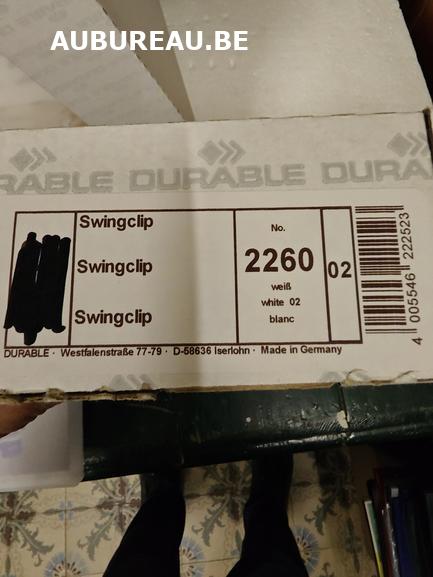 AUBUREAU.BE
RABLE DURABLE DURA
Swingclip
Swingclip
Swingclip
No.
2260
weiß
white 02
blanc
02
4 005546 222523
DURABLE · Westfalenstraße 77-79 · D-58636 Iserlohn · Made in Germany